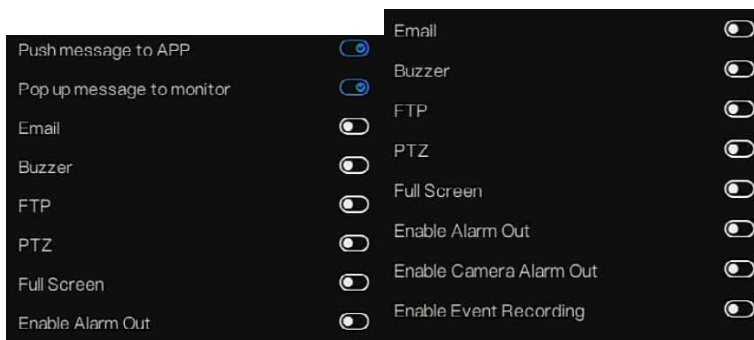 Push message to APP
Pop up message to monitor
Email
Buzzer
FTP
PTZ
Full Screen
Enable Alarm Out
Email
Buzzer
FTP
PTZ
Full Screen
Enable Alarm Out
Enable Camera Alarm Out
Enable Event Recording